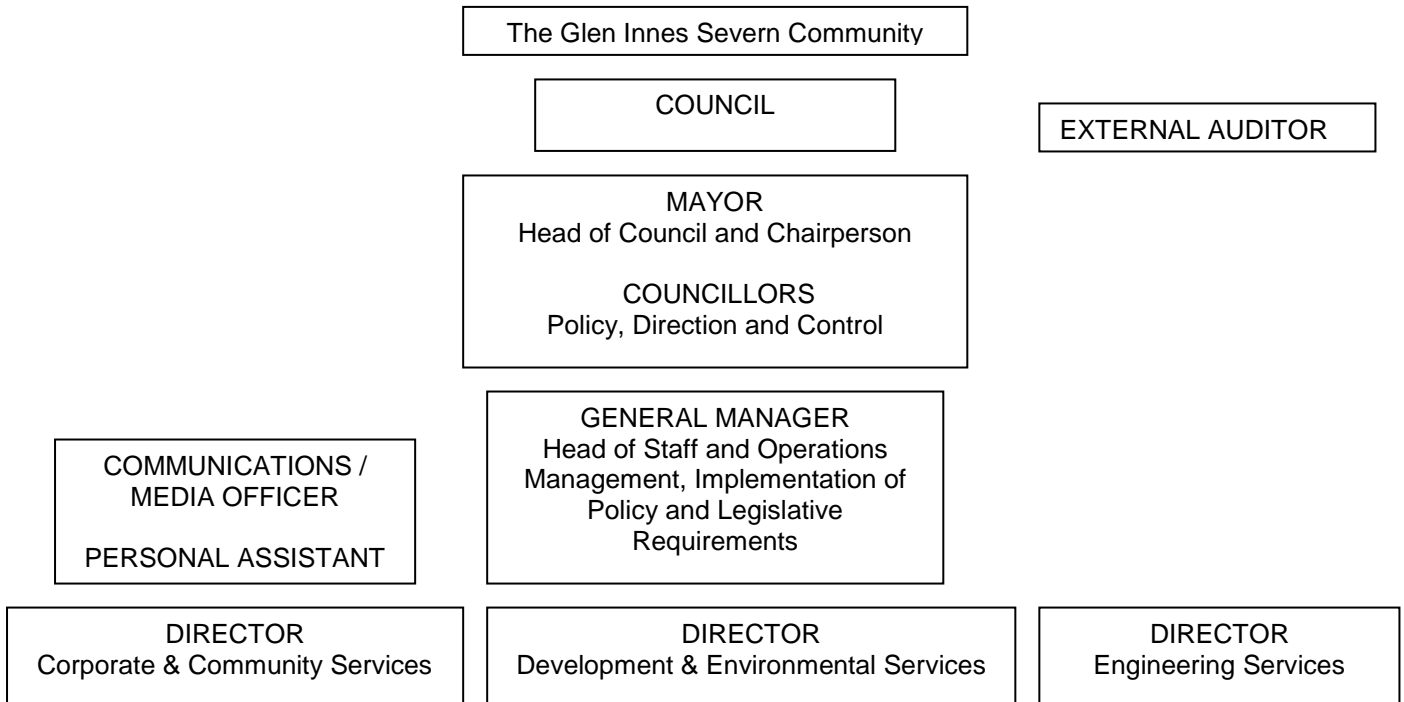 The Glen Innes Severn Community
COUNCIL
EXTERNAL AUDITOR
MAYOR
Head of Council and Chairperson
COUNCILLORS
Policy, Direction and Control
GENERAL MANAGER
Head of Staff and Operations
Management, Implementation of
Policy and Legislative
Requirements
COMMUNICATIONS /
MEDIA OFFICER
PERSONAL ASSISTANT
DIRECTOR
Corporate & Community Services
DIRECTOR
Development & Environmental Services
DIRECTOR
Engineering Services